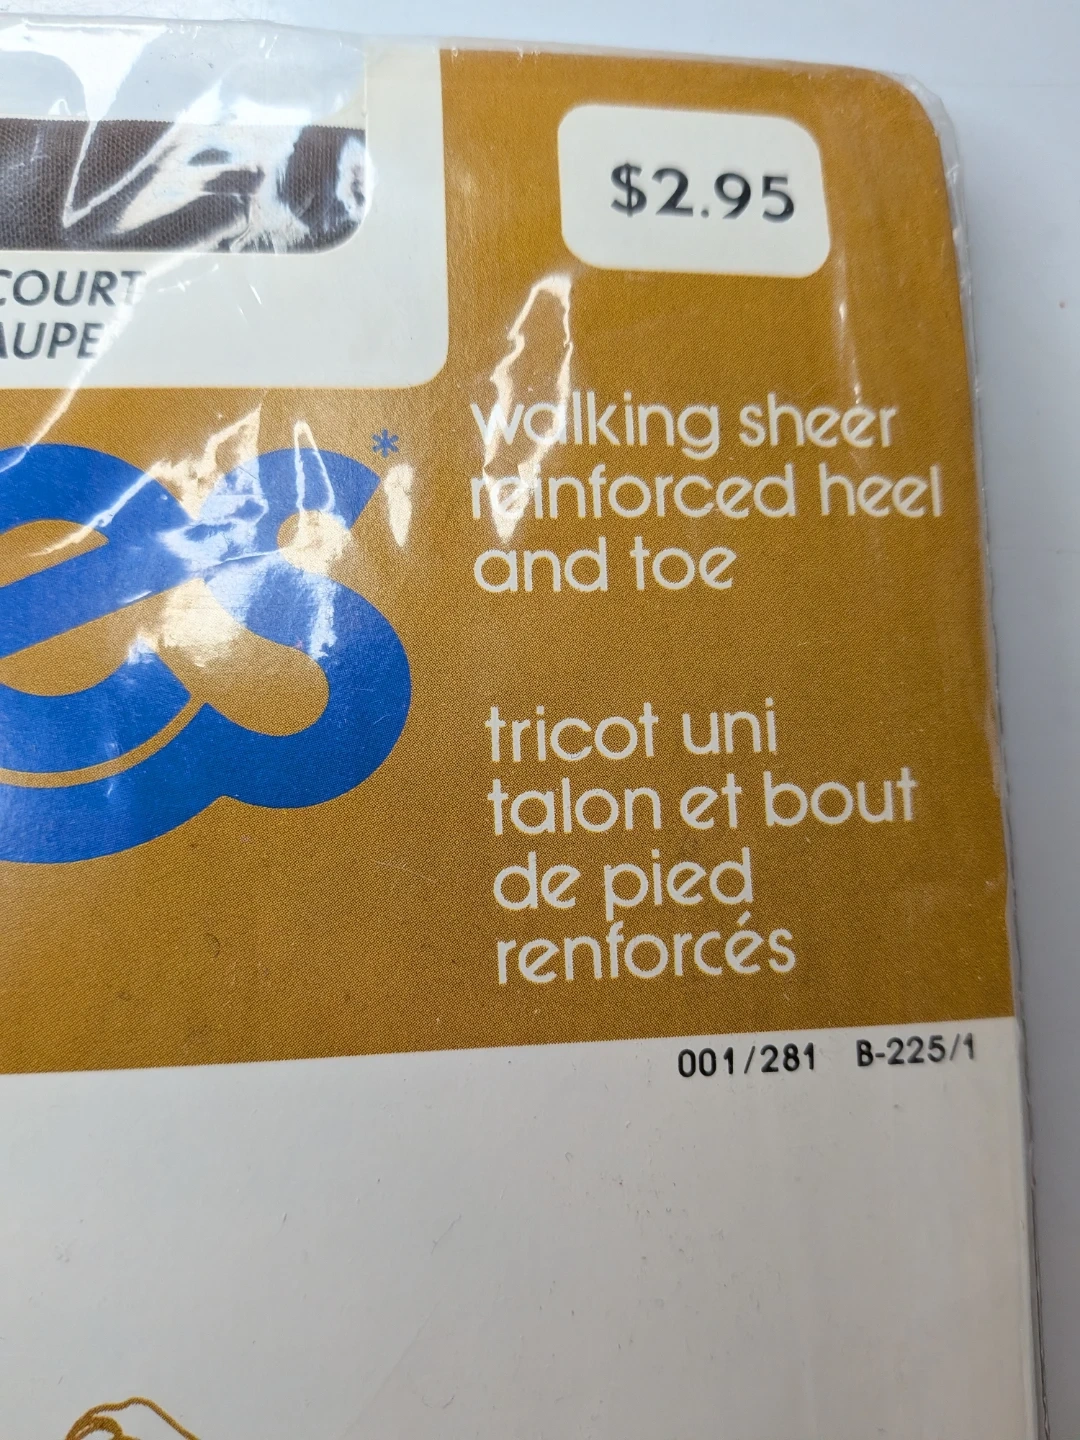 $2.95
COURT
AUPE
es*
walking sheer
reinforced heel
and toe
tricot uni
talon et bout
de pied
renforcés
001/281 B-225/1